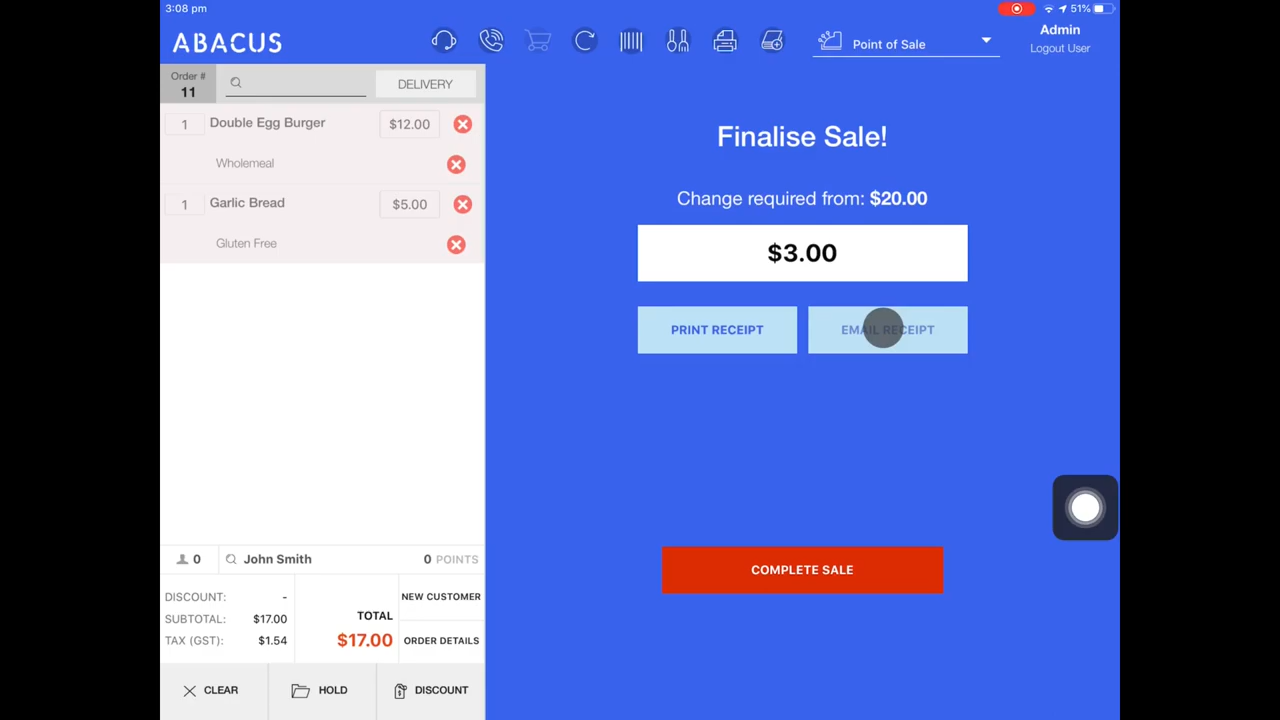 3:08 pm
51%
ABACUS
Point of Sale
Admin
Logout User
Order #
11
DELIVERY
1 Double Egg Burger $12.00
Wholemeal
1 Garlic Bread $5.00
Gluten Free
Finalise Sale!
Change required from: $20.00
$3.00
PRINT RECEIPT
EMAIL RECEIPT
COMPLETE SALE
0 John Smith 0 POINTS
DISCOUNT: -
SUBTOTAL: $17.00
TAX (GST): $1.54
TOTAL
$17.00
NEW CUSTOMER
ORDER DETAILS
CLEAR
HOLD
DISCOUNT